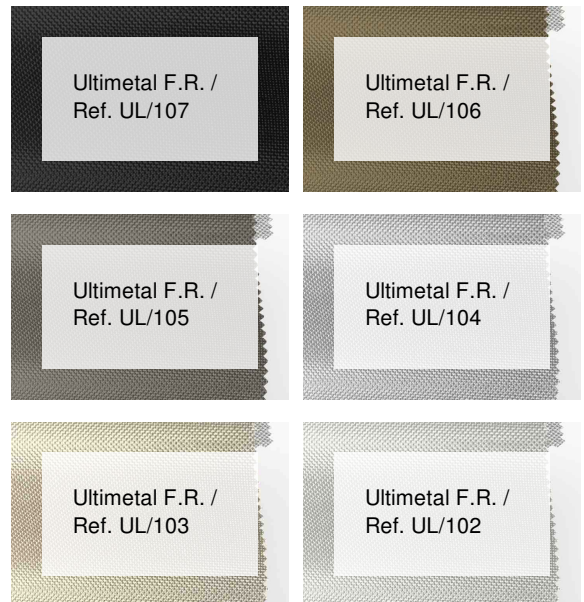 Ultimetal F.R. /
Ref. UL/107
Ultimetal F.R. /
Ref. UL/106
Ultimetal F.R. /
Ref. UL/105
Ultimetal F.R. /
Ref. UL/104
Ultimetal F.R. /
Ref. UL/103
Ultimetal F.R. /
Ref. UL/102